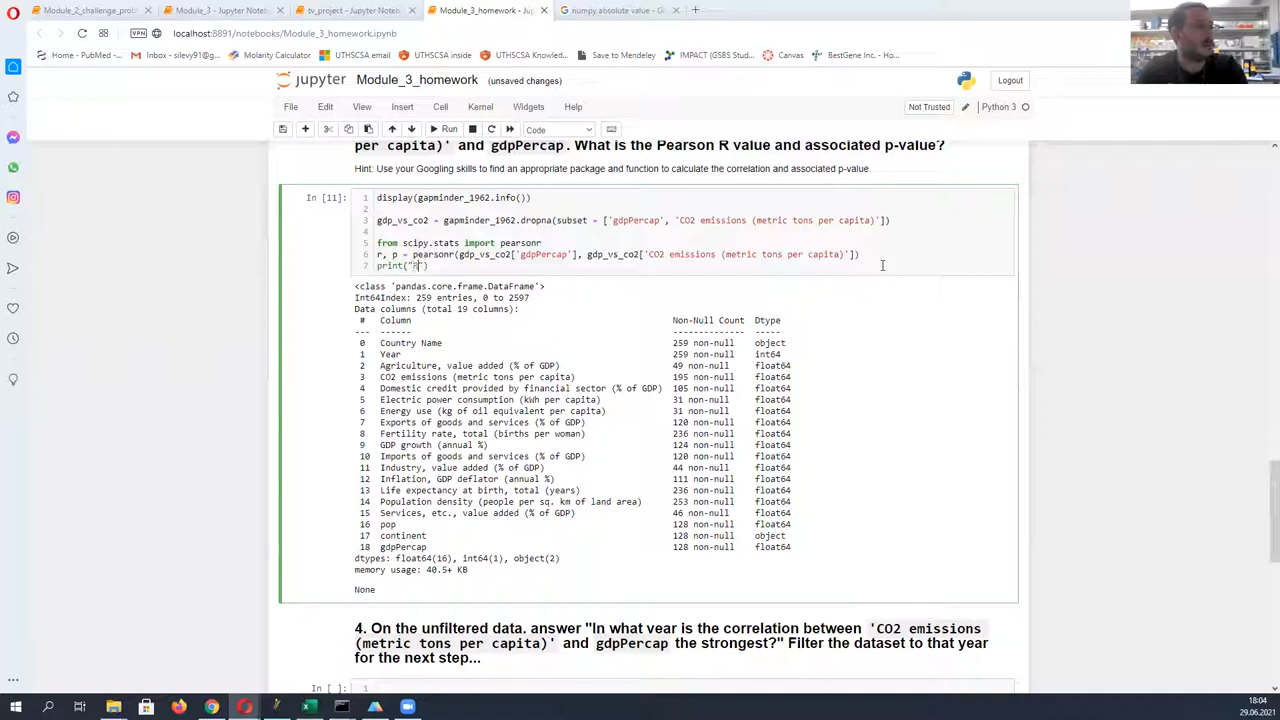 Module_2_challenge_prob
Module_3 - Jupyter Noteb
tv_project - Jupyter Noteb
Module_3_homework - Ju
numpy.absolute value - G
VPN
localhost:8891/notebooks/Module_3_homework.ipynb
Home - PubMed -...
Inbox - silevy91@g...
Molarity Calculator
UTHSCSA email
UTHSCSA Knowled...
Save to Mendeley
IMPACT (GSBS Stud...
Canvas
BestGene Inc. - Ho...
jupyter
Module_3_homework (unsaved changes)
Logout
File Edit View Insert Cell Kernel Widgets Help
Not Trusted
Python 3
Run
Code
per capita)' and gdpPercap. What is the Pearson R value and associated p-value?
Hint: Use your Googling skills to find an appropriate package and function to calculate the correlation and associated p-value.
In [11]:
1 display(gapminder_1962.info())
2
3 gdp_vs_co2 = gapminder_1962.dropna(subset = ['gdpPercap', 'CO2 emissions (metric tons per capita)'])
4
5 from scipy.stats import pearsonr
6 r, p = pearsonr(gdp_vs_co2['gdpPercap'], gdp_vs_co2['CO2 emissions (metric tons per capita)'])
7 print("R")
<class 'pandas.core.frame.DataFrame'>
Int64Index: 259 entries, 0 to 2597
Data columns (total 19 columns):
# Column Non-Null Count Dtype
--- ------ -------------- -----
0 Country Name 259 non-null object
1 Year 259 non-null int64
2 Agriculture, value added (% of GDP) 49 non-null float64
3 CO2 emissions (metric tons per capita) 195 non-null float64
4 Domestic credit provided by financial sector (% of GDP) 105 non-null float64
5 Electric power consumption (kWh per capita) 31 non-null float64
6 Energy use (kg of oil equivalent per capita) 31 non-null float64
7 Exports of goods and services (% of GDP) 120 non-null float64
8 Fertility rate, total (births per woman) 236 non-null float64
9 GDP growth (annual %) 124 non-null float64
10 Imports of goods and services (% of GDP) 120 non-null float64
11 Industry, value added (% of GDP) 44 non-null float64
12 Inflation, GDP deflator (annual %) 111 non-null float64
13 Life expectancy at birth, total (years) 236 non-null float64
14 Population density (people per sq. km of land area) 253 non-null float64
15 Services, etc., value added (% of GDP) 46 non-null float64
16 pop 128 non-null float64
17 continent 128 non-null object
18 gdpPercap 128 non-null float64
dtypes: float64(16), int64(1), object(2)
memory usage: 40.5+ KB
None
4. On the unfiltered data, answer "In what year is the correlation between 'CO2 emissions
(metric tons per capita)' and gdpPercap the strongest?" Filter the dataset to that year
for the next step...
In [ ]:
1
18:04
29.06.2021